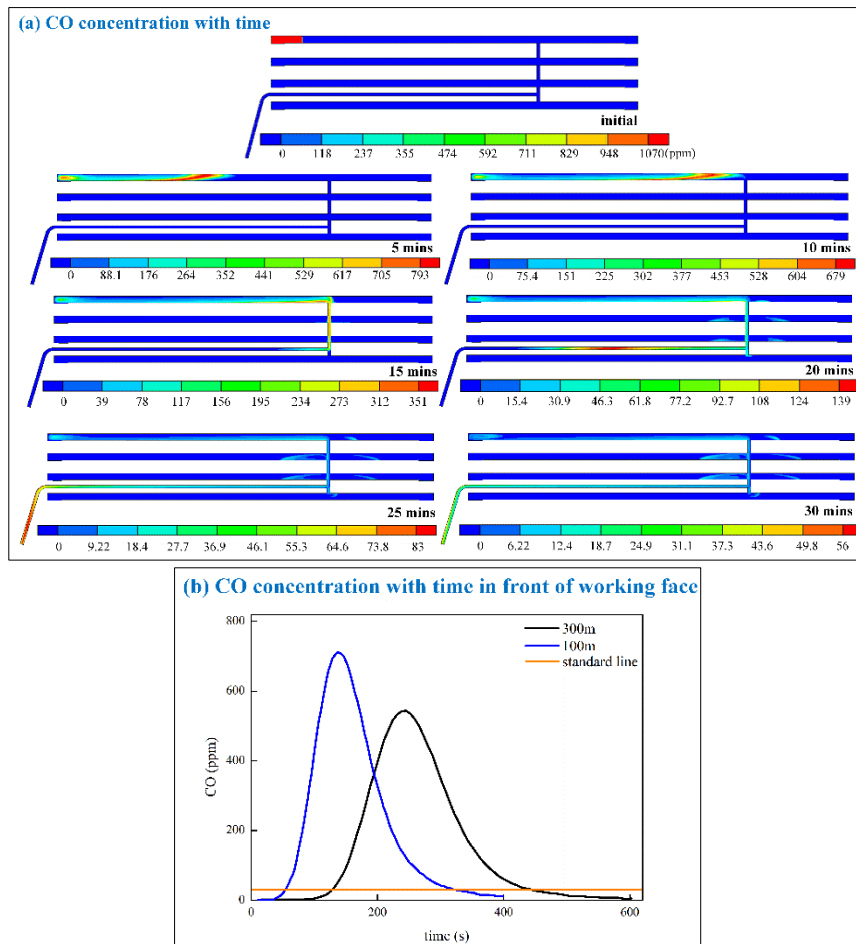 (a) CO concentration with time
initial
0 118 237 355 474 592 711 829 948 1070(ppm)
5 mins
0 88.1 176 264 352 441 529 617 705 793
10 mins
0 75.4 151 225 302 377 453 528 604 679
15 mins
0 39 78 117 156 195 234 273 312 351
20 mins
0 15.4 30.9 46.3 61.8 77.2 92.7 108 124 139
25 mins
0 9.22 18.4 27.7 36.9 46.1 55.3 64.6 73.8 83
30 mins
0 6.22 12.4 18.7 24.9 31.1 37.3 43.6 49.8 56
(b) CO concentration with time in front of working face
800
300m
100m
standard line
600
CO (ppm)
400
200
0
0 200 400 600
time (s)